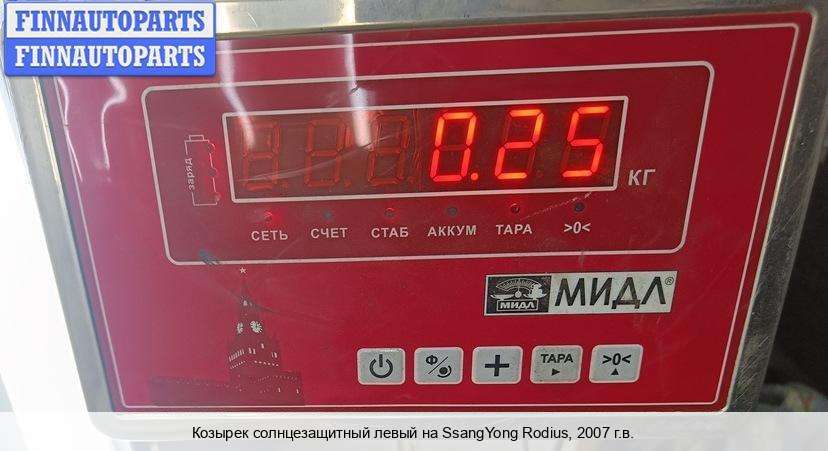 FINNAUTOPARTS
FINNAUTOPARTS
заряд
0.25
КГ
СЕТЬ СЧЕТ СТАБ АККУМ ТАРА >0<
МИДЛ МИДЛ®
Ф ТАРА >0<
Козырек солнцезащитный левый на SsangYong Rodius, 2007 г.в.